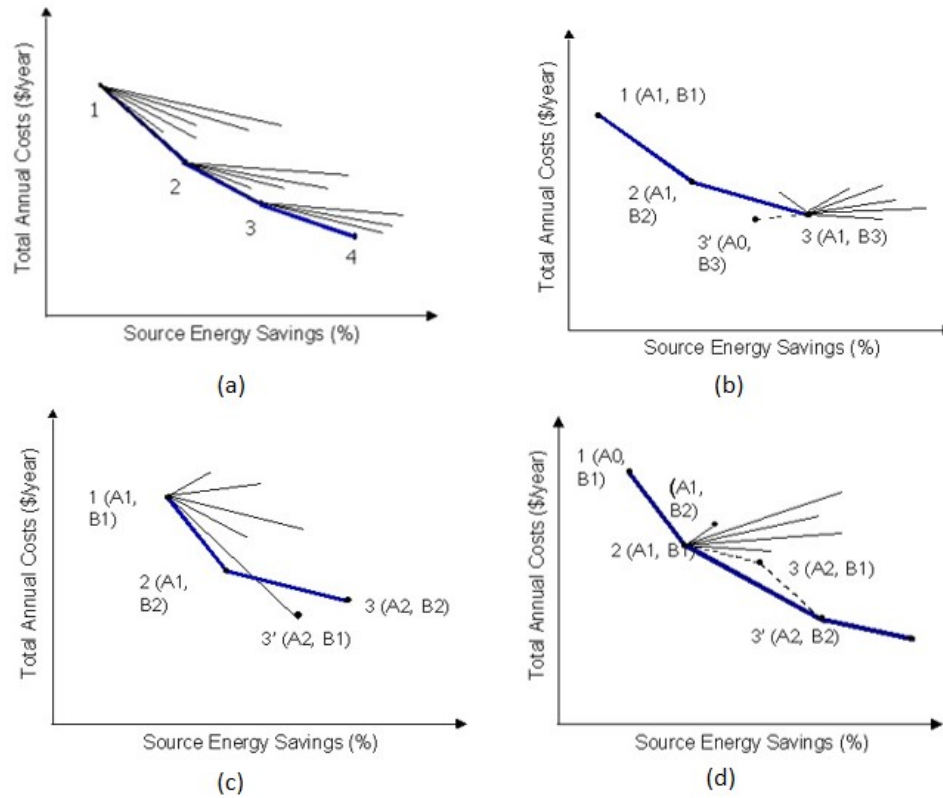 Total Annual Costs ($/year)
1
2
3
4
Source Energy Savings (%)
(a)
Total Annual Costs ($/year)
1 (A1, B1)
2 (A1,
B2)
3' (A0,
B3)
3 (A1, B3)
Source Energy Savings (%)
(b)
Total Annual Costs ($/year)
1 (A1,
B1)
2 (A1,
B2)
3 (A2, B2)
3' (A2, B1)
Source Energy Savings (%)
(c)
Total Annual Costs ($/year)
1 (A0,
B1)
(A1,
B2)
2 (A1, B1)
3 (A2, B1)
3' (A2, B2)
Source Energy Savings (%)
(d)